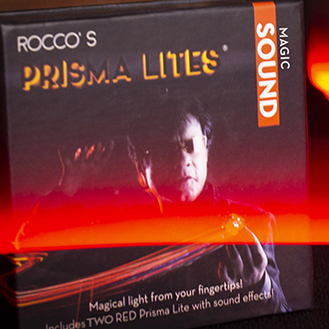 ROCCO'S
PRISMA LITES®
MAGIC
SOUND
Magical light from your fingertips!
Includes TWO RED Prisma Lite with sound effects!